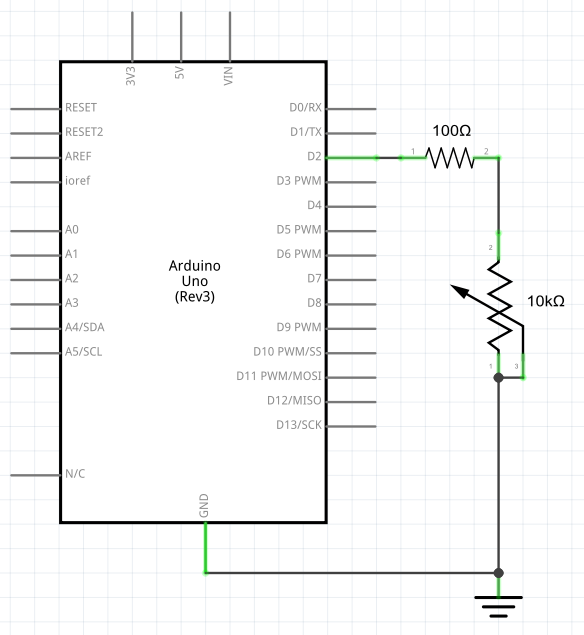 3V3
5V
VIN
RESET
RESET2
AREF
ioref
A0
A1
A2
A3
A4/SDA
A5/SCL
N/C
Arduino
Uno
(Rev3)
D0/RX
D1/TX
D2
D3 PWM
D4
D5 PWM
D6 PWM
D7
D8
D9 PWM
D10 PWM/SS
D11 PWM/MOSI
D12/MISO
D13/SCK
GND
100Ω
1
2
2
10kΩ
1
3